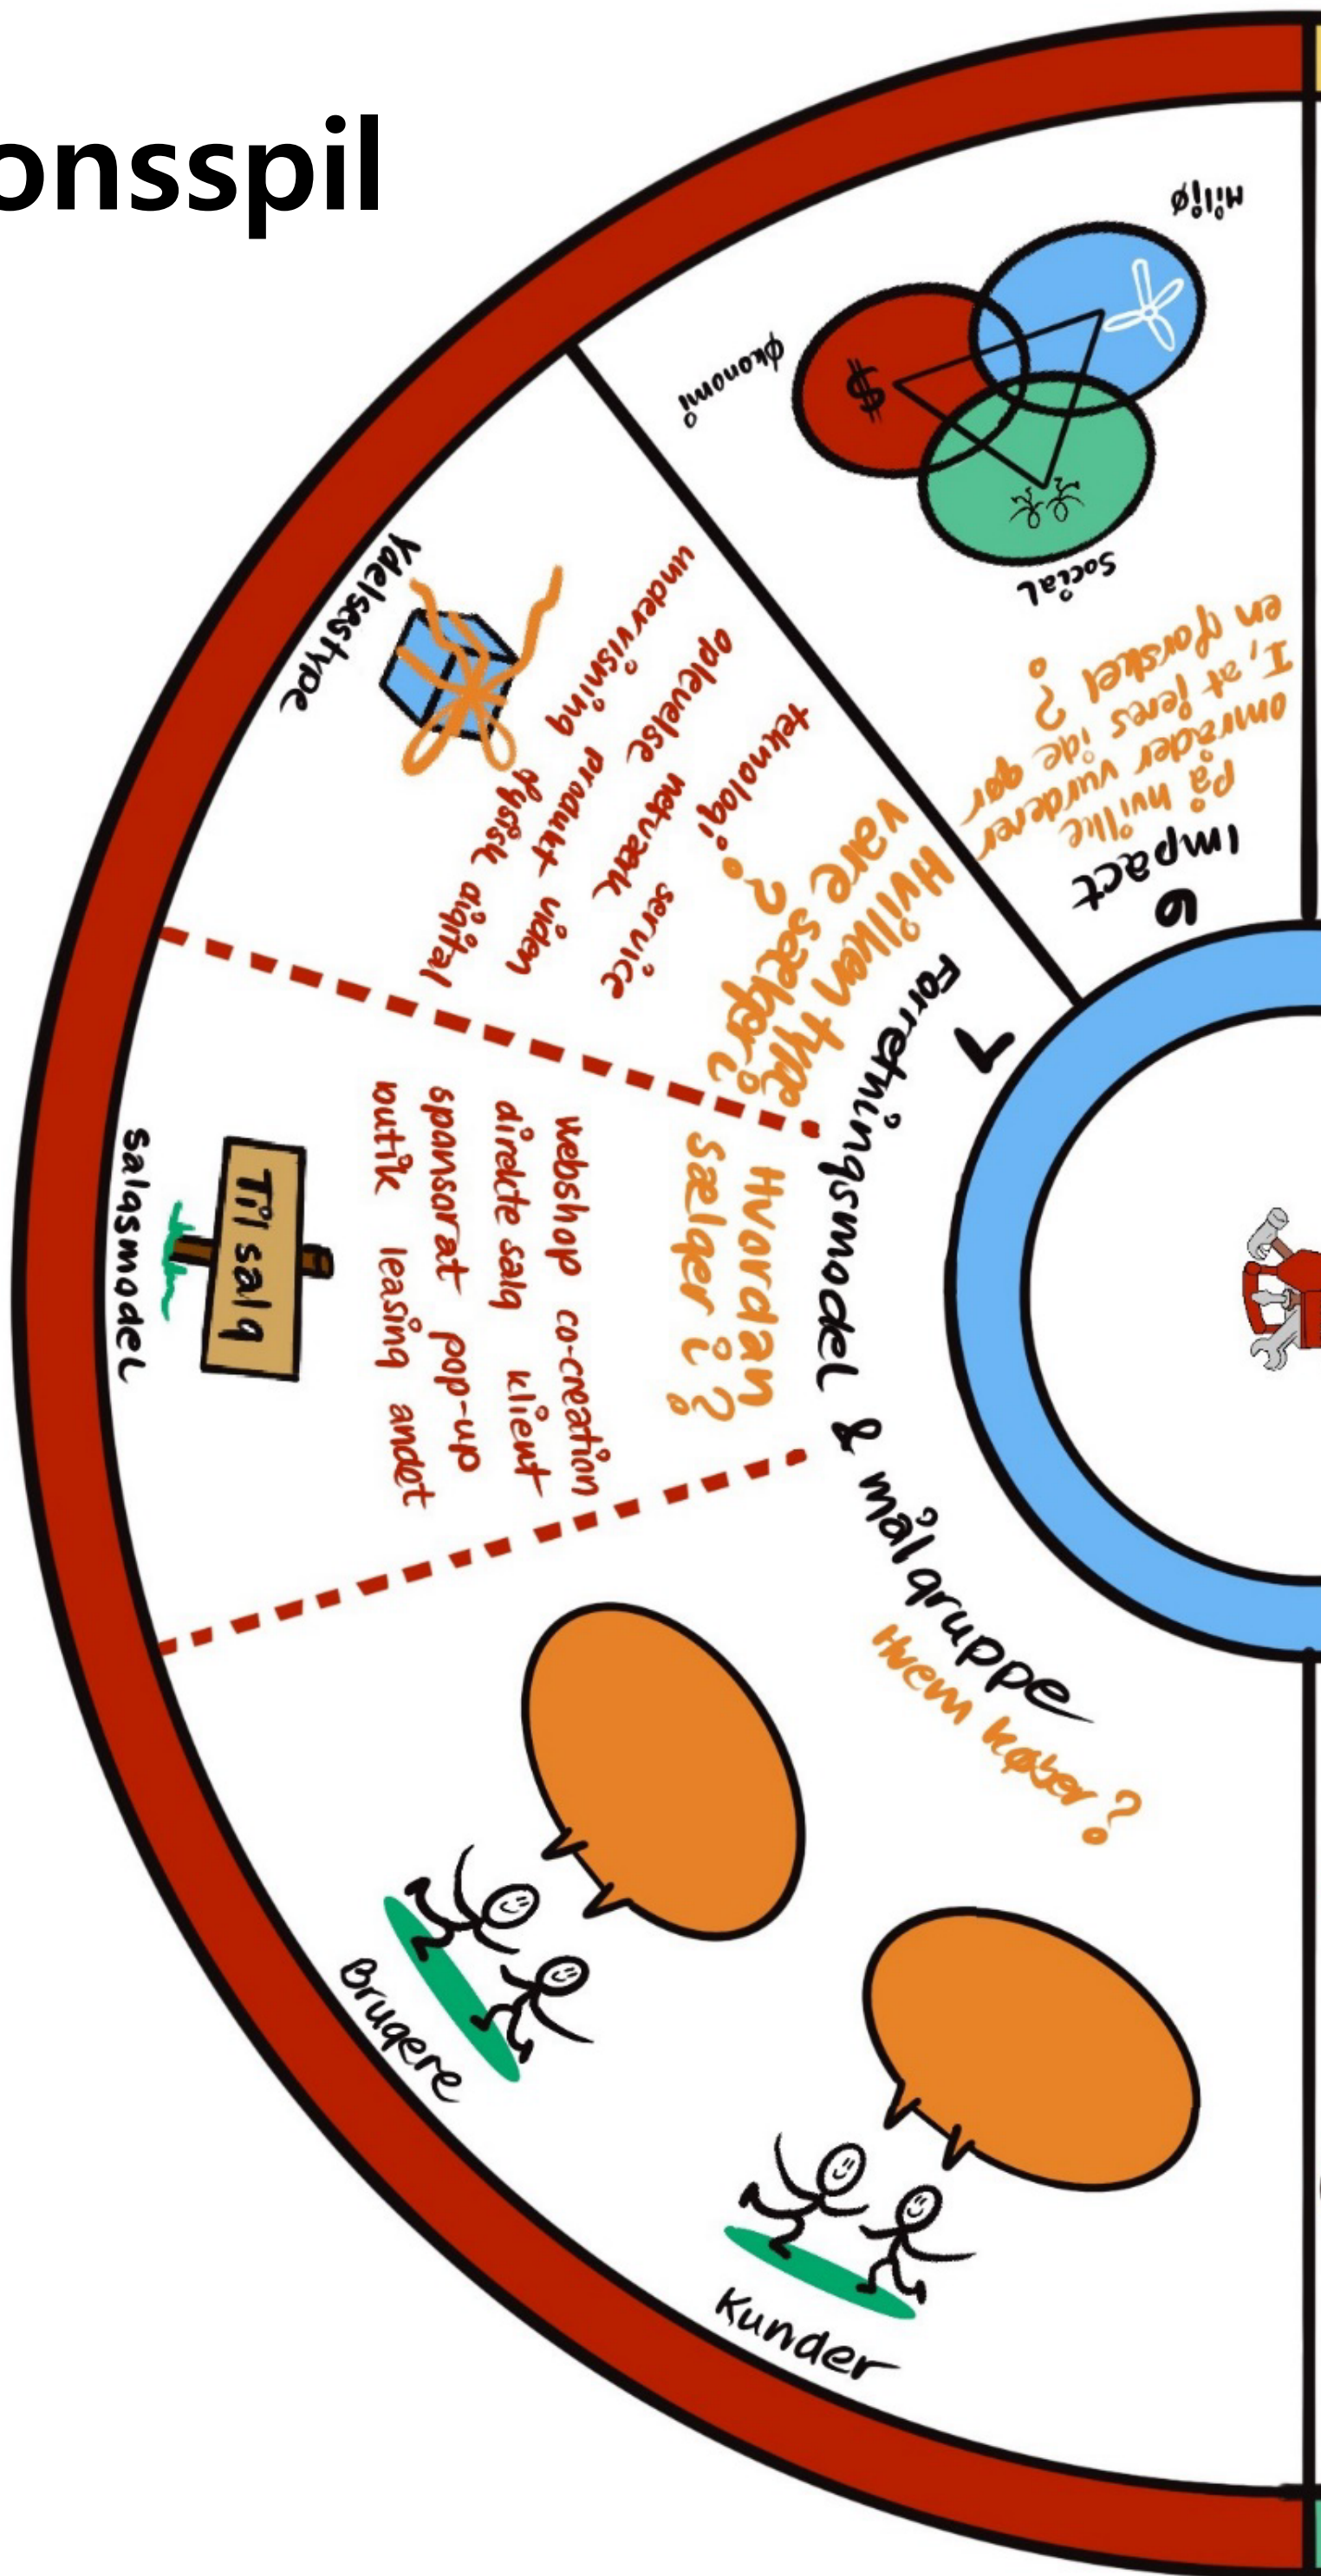 onsspil
6
Impact
På hvilke
områder vurderer
I, at jeres ide gør
en forskel ?
Miljø
Økonomi
$
Social
7
Forretningsmodel & målgruppe
Hvilken type
vare sælger i ?
teknologi service
oplevelse netværk viden
undervisning produkt
fysisk digital
Ydelsestype
Hvordan
sælger i ?
webshop co-creation
direkte salg klient
sponsorat pop-up
butik leasing andet
Til salg
salgsmodel
Hvem køber ?
Brugere
Kunder